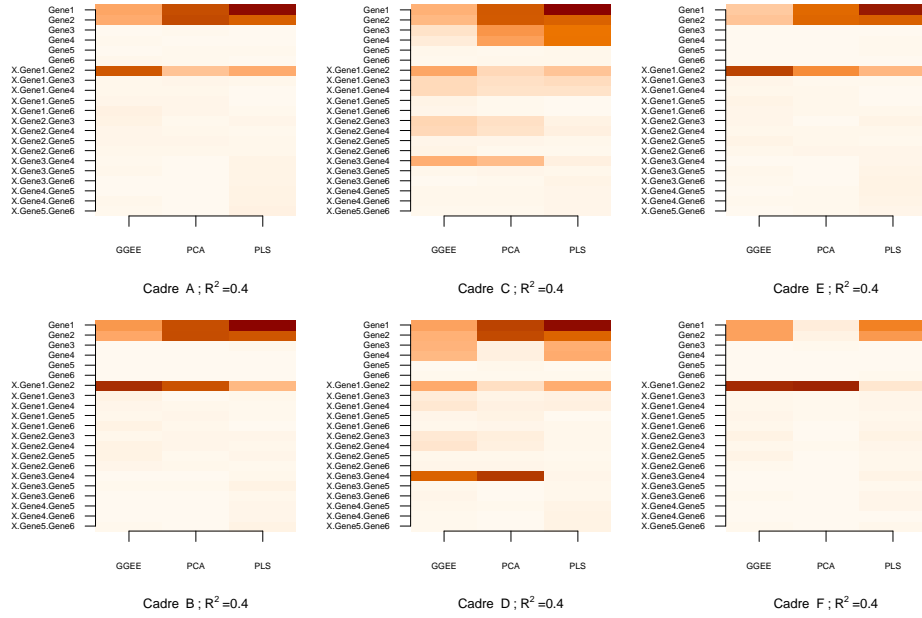 Gene1
Gene2
Gene3
Gene4
Gene5
Gene6
X.Gene1.Gene2
X.Gene1.Gene3
X.Gene1.Gene4
X.Gene1.Gene5
X.Gene1.Gene6
X.Gene2.Gene3
X.Gene2.Gene4
X.Gene2.Gene5
X.Gene2.Gene6
X.Gene3.Gene4
X.Gene3.Gene5
X.Gene3.Gene6
X.Gene4.Gene5
X.Gene4.Gene6
X.Gene5.Gene6
GGEE PCA PLS
Cadre A ; R² =0.4
Gene1
Gene2
Gene3
Gene4
Gene5
Gene6
X.Gene1.Gene2
X.Gene1.Gene3
X.Gene1.Gene4
X.Gene1.Gene5
X.Gene1.Gene6
X.Gene2.Gene3
X.Gene2.Gene4
X.Gene2.Gene5
X.Gene2.Gene6
X.Gene3.Gene4
X.Gene3.Gene5
X.Gene3.Gene6
X.Gene4.Gene5
X.Gene4.Gene6
X.Gene5.Gene6
GGEE PCA PLS
Cadre C ; R² =0.4
Gene1
Gene2
Gene3
Gene4
Gene5
Gene6
X.Gene1.Gene2
X.Gene1.Gene3
X.Gene1.Gene4
X.Gene1.Gene5
X.Gene1.Gene6
X.Gene2.Gene3
X.Gene2.Gene4
X.Gene2.Gene5
X.Gene2.Gene6
X.Gene3.Gene4
X.Gene3.Gene5
X.Gene3.Gene6
X.Gene4.Gene5
X.Gene4.Gene6
X.Gene5.Gene6
GGEE PCA PLS
Cadre E ; R² =0.4
Gene1
Gene2
Gene3
Gene4
Gene5
Gene6
X.Gene1.Gene2
X.Gene1.Gene3
X.Gene1.Gene4
X.Gene1.Gene5
X.Gene1.Gene6
X.Gene2.Gene3
X.Gene2.Gene4
X.Gene2.Gene5
X.Gene2.Gene6
X.Gene3.Gene4
X.Gene3.Gene5
X.Gene3.Gene6
X.Gene4.Gene5
X.Gene4.Gene6
X.Gene5.Gene6
GGEE PCA PLS
Cadre B ; R² =0.4
Gene1
Gene2
Gene3
Gene4
Gene5
Gene6
X.Gene1.Gene2
X.Gene1.Gene3
X.Gene1.Gene4
X.Gene1.Gene5
X.Gene1.Gene6
X.Gene2.Gene3
X.Gene2.Gene4
X.Gene2.Gene5
X.Gene2.Gene6
X.Gene3.Gene4
X.Gene3.Gene5
X.Gene3.Gene6
X.Gene4.Gene5
X.Gene4.Gene6
X.Gene5.Gene6
GGEE PCA PLS
Cadre D ; R² =0.4
Gene1
Gene2
Gene3
Gene4
Gene5
Gene6
X.Gene1.Gene2
X.Gene1.Gene3
X.Gene1.Gene4
X.Gene1.Gene5
X.Gene1.Gene6
X.Gene2.Gene3
X.Gene2.Gene4
X.Gene2.Gene5
X.Gene2.Gene6
X.Gene3.Gene4
X.Gene3.Gene5
X.Gene3.Gene6
X.Gene4.Gene5
X.Gene4.Gene6
X.Gene5.Gene6
GGEE PCA PLS
Cadre F ; R² =0.4